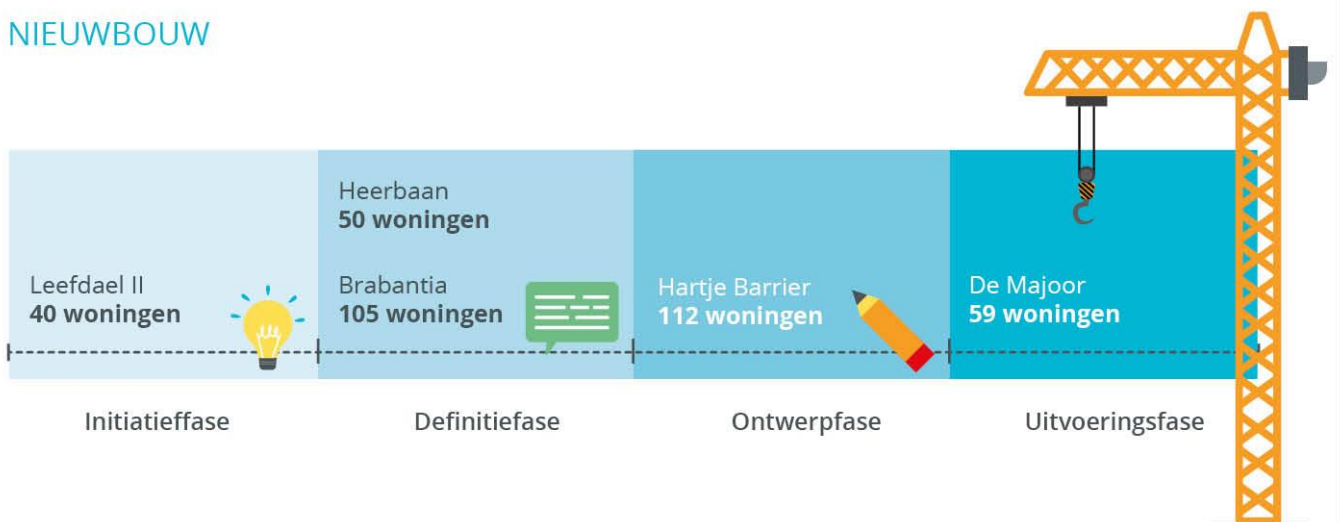 NIEUWBOUW
Leefdael II
40 woningen
Heerbaan
50 woningen
Brabantia
105 woningen
Hartje Barrier
112 woningen
De Majoor
59 woningen
Initiatieffase
Definitiefase
Ontwerpfase
Uitvoeringsfase